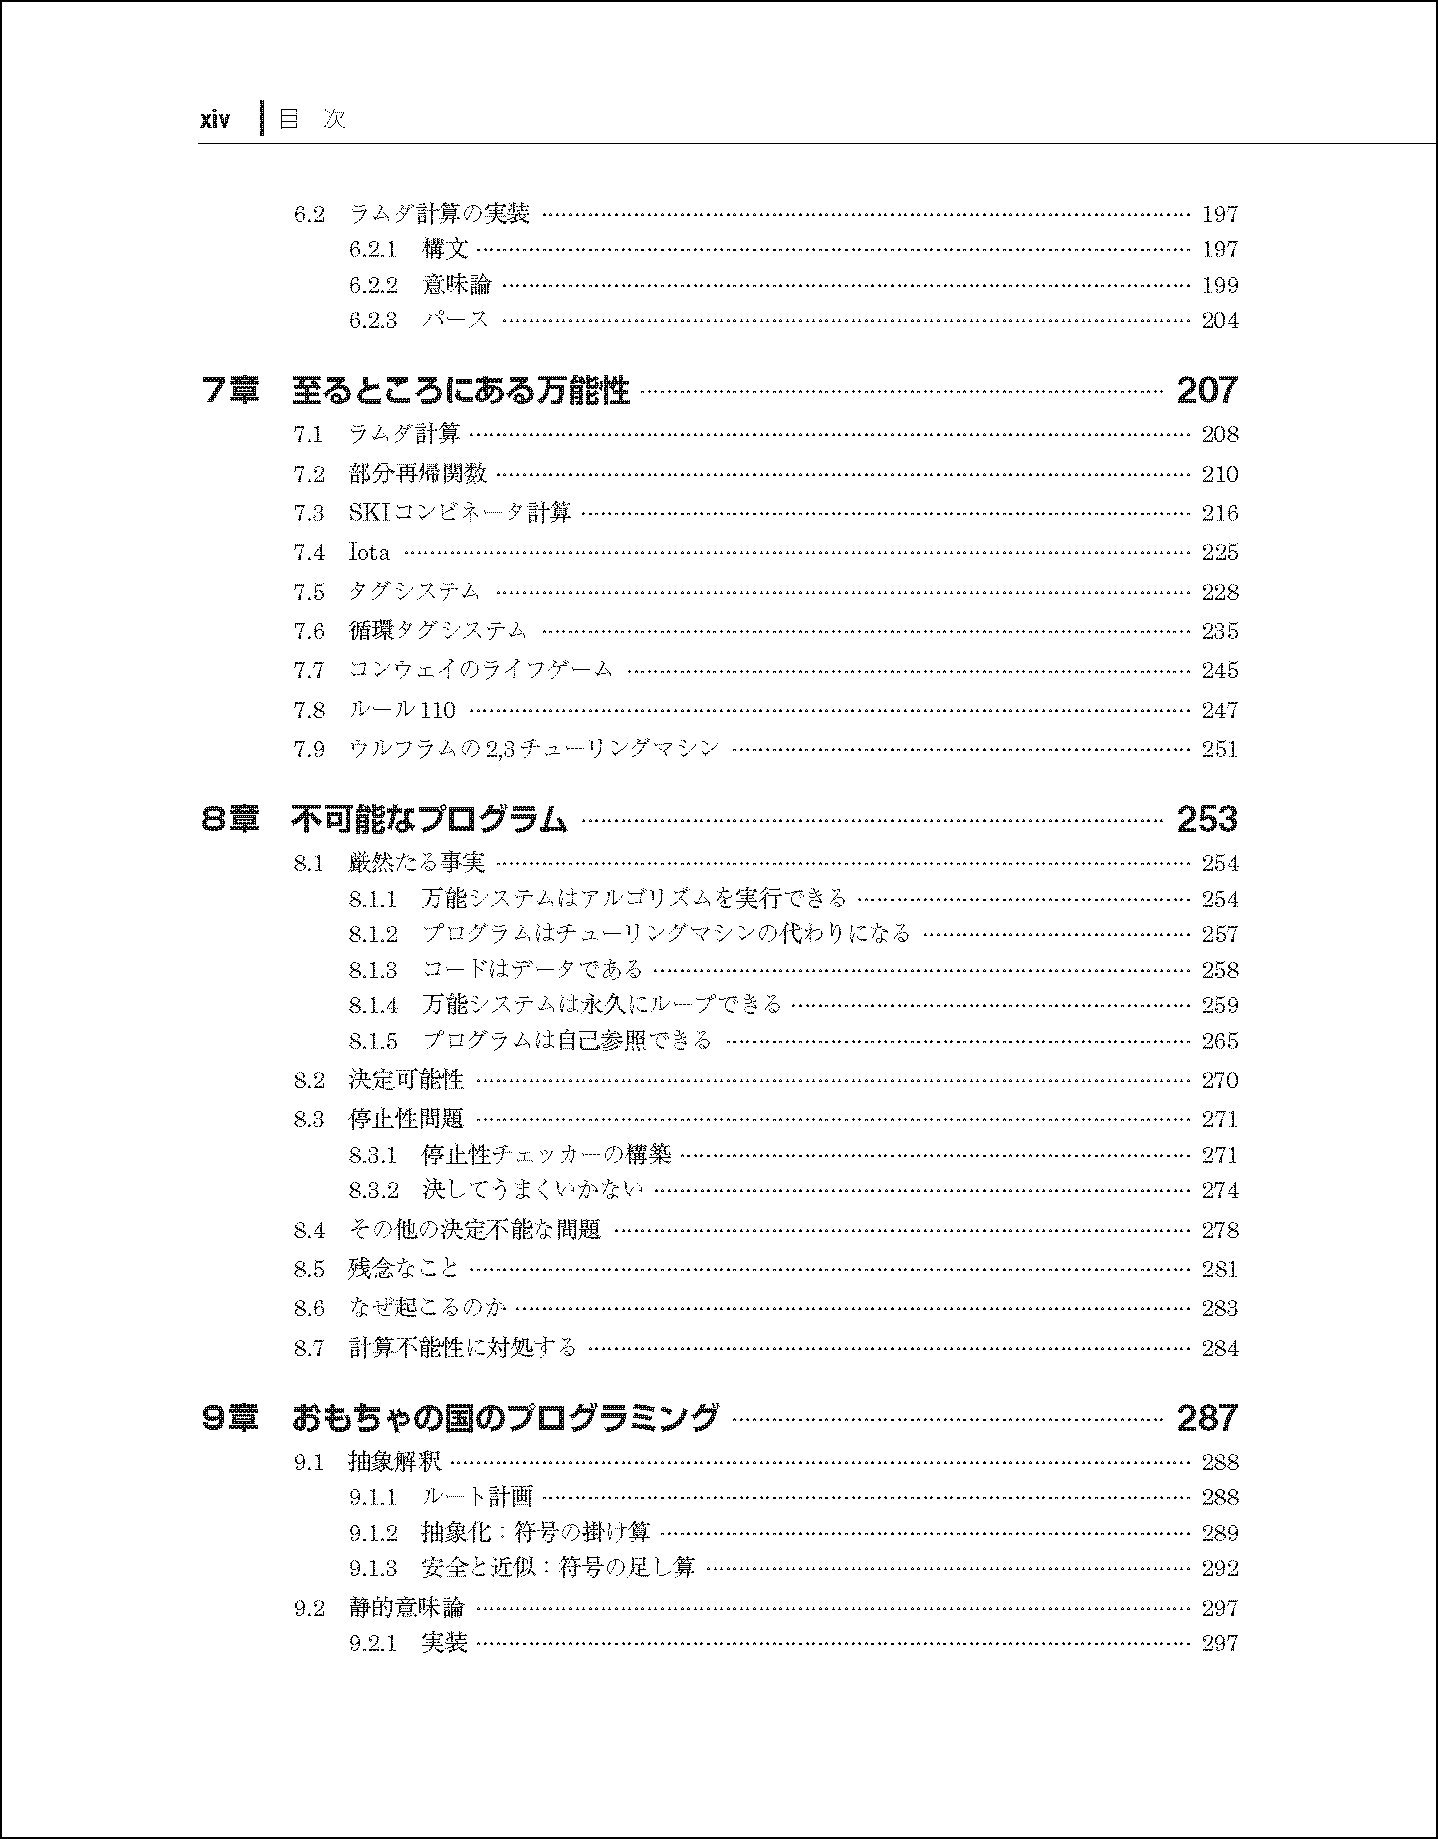 xiv 目 次
6.2 ラムダ計算の実装 ………… 197
6.2.1 構文 ………… 197
6.2.2 意味論 ………… 199
6.2.3 パース ………… 204
7章 至るところにある万能性 ………… 207
7.1 ラムダ計算 ………… 208
7.2 部分再帰関数 ………… 210
7.3 SKIコンビネータ計算 ………… 216
7.4 Iota ………… 225
7.5 タグシステム ………… 228
7.6 循環タグシステム ………… 235
7.7 コンウェイのライフゲーム ………… 245
7.8 ルール110 ………… 247
7.9 ウルフラムの2,3チューリングマシン ………… 251
8章 不可能なプログラム ………… 253
8.1 厳然たる事実 ………… 254
8.1.1 万能システムはアルゴリズムを実行できる ………… 254
8.1.2 プログラムはチューリングマシンの代わりになる ………… 257
8.1.3 コードはデータである ………… 258
8.1.4 万能システムは永久にループできる ………… 259
8.1.5 プログラムは自己参照できる ………… 265
8.2 決定可能性 ………… 270
8.3 停止性問題 ………… 271
8.3.1 停止性チェッカーの構築 ………… 271
8.3.2 決してうまくいかない ………… 274
8.4 その他の決定不能な問題 ………… 278
8.5 残念なこと ………… 281
8.6 なぜ起こるのか ………… 283
8.7 計算不能性に対処する ………… 284
9章 おもちゃの国のプログラミング ………… 287
9.1 抽象解釈 ………… 288
9.1.1 ルート計画 ………… 288
9.1.2 抽象化：符号の掛け算 ………… 289
9.1.3 安全と近似：符号の足し算 ………… 292
9.2 静的意味論 ………… 297
9.2.1 実装 ………… 297